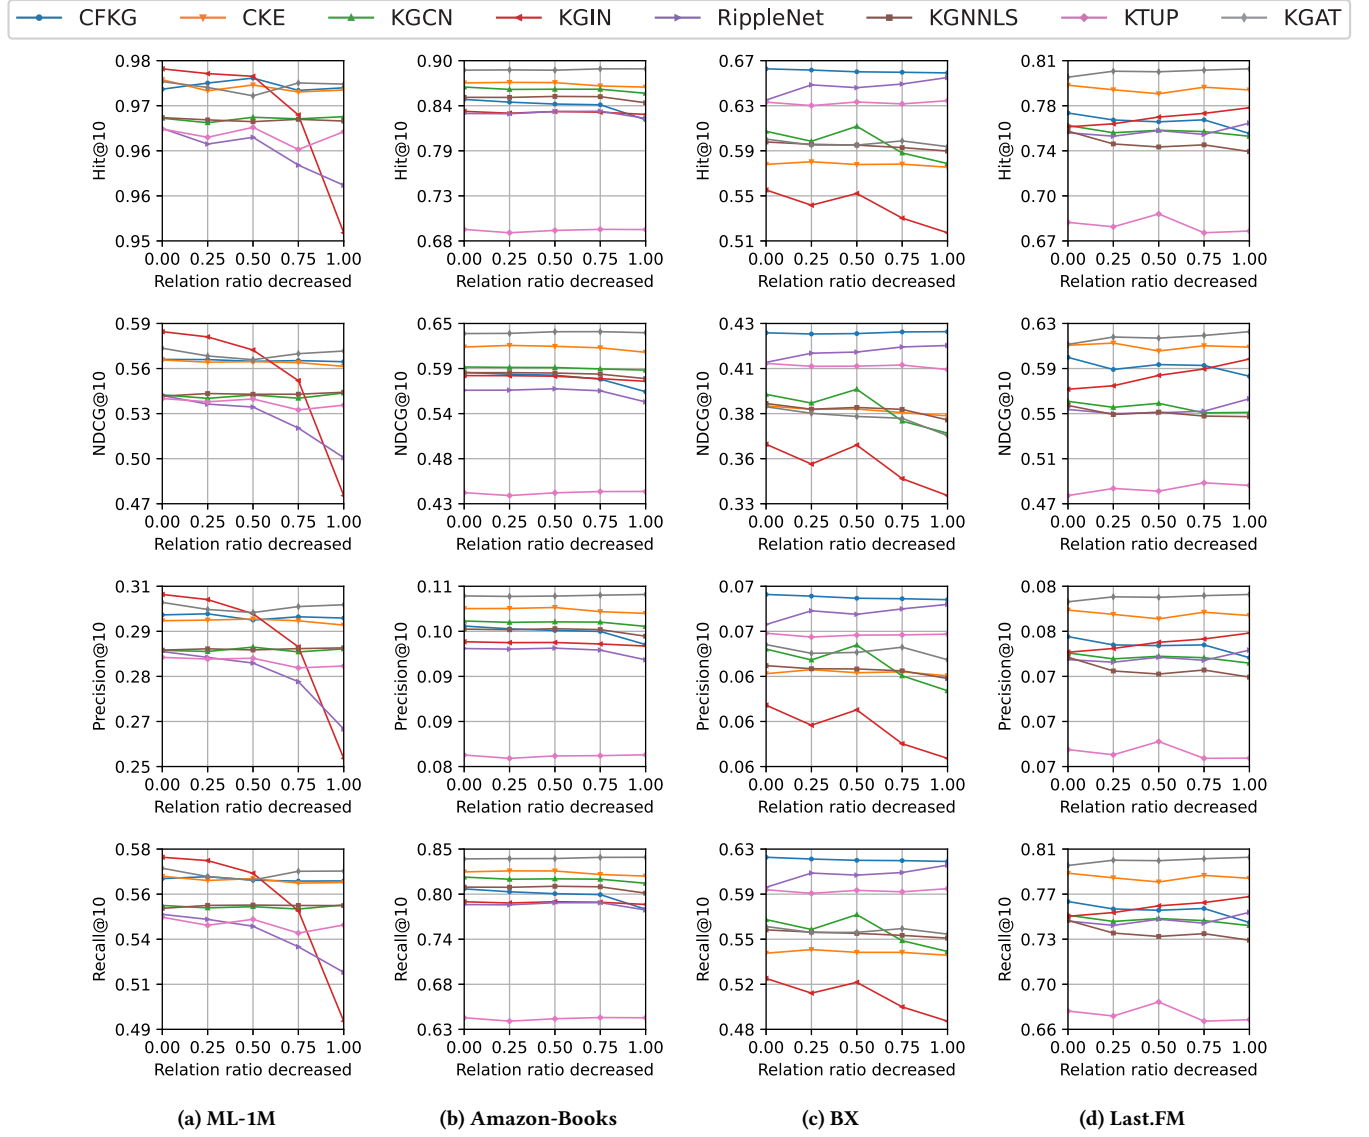 CFKG CKE KGCN KGIN RippleNet KGNNLS KTUP KGAT
0.98 0.97 0.96 0.96 0.95
Hit@10
0.00 0.25 0.50 0.75 1.00
Relation ratio decreased
0.90 0.84 0.79 0.73 0.68
Hit@10
0.00 0.25 0.50 0.75 1.00
Relation ratio decreased
0.67 0.63 0.59 0.55 0.51
Hit@10
0.00 0.25 0.50 0.75 1.00
Relation ratio decreased
0.81 0.78 0.74 0.70 0.67
Hit@10
0.00 0.25 0.50 0.75 1.00
Relation ratio decreased
0.59 0.56 0.53 0.50 0.47
NDCG@10
0.00 0.25 0.50 0.75 1.00
Relation ratio decreased
0.65 0.59 0.54 0.48 0.43
NDCG@10
0.00 0.25 0.50 0.75 1.00
Relation ratio decreased
0.43 0.41 0.38 0.36 0.33
NDCG@10
0.00 0.25 0.50 0.75 1.00
Relation ratio decreased
0.63 0.59 0.55 0.51 0.47
NDCG@10
0.00 0.25 0.50 0.75 1.00
Relation ratio decreased
0.31 0.29 0.28 0.27 0.25
Precision@10
0.00 0.25 0.50 0.75 1.00
Relation ratio decreased
0.11 0.10 0.09 0.09 0.08
Precision@10
0.00 0.25 0.50 0.75 1.00
Relation ratio decreased
0.07 0.07 0.06 0.06 0.06
Precision@10
0.00 0.25 0.50 0.75 1.00
Relation ratio decreased
0.08 0.08 0.07 0.07 0.07
Precision@10
0.00 0.25 0.50 0.75 1.00
Relation ratio decreased
0.58 0.56 0.54 0.51 0.49
Recall@10
0.00 0.25 0.50 0.75 1.00
Relation ratio decreased
0.85 0.80 0.74 0.68 0.63
Recall@10
0.00 0.25 0.50 0.75 1.00
Relation ratio decreased
0.63 0.59 0.55 0.52 0.48
Recall@10
0.00 0.25 0.50 0.75 1.00
Relation ratio decreased
0.81 0.77 0.73 0.70 0.66
Recall@10
0.00 0.25 0.50 0.75 1.00
Relation ratio decreased
(a) ML-1M
(b) Amazon-Books
(c) BX
(d) Last.FM